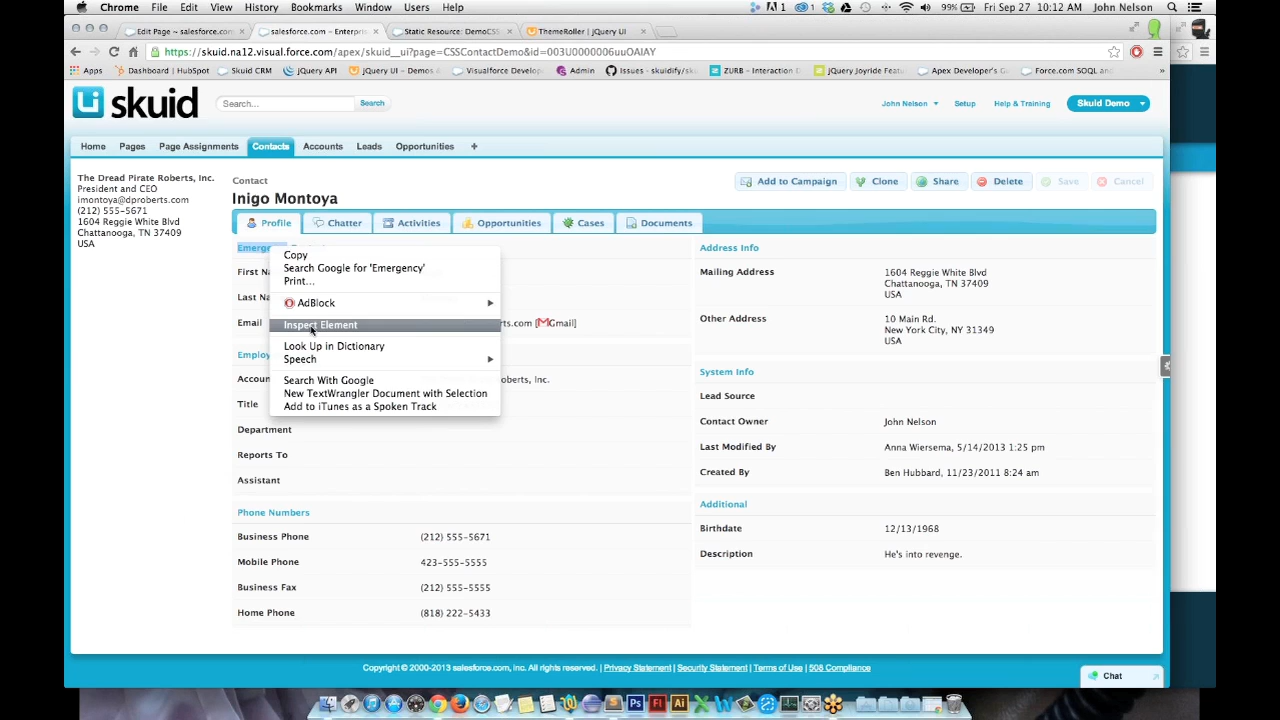 Chrome File Edit View History Bookmarks Window Users Help
1 1 99% Fri Sep 27 10:12 AM John Nelson
Edit Page ~ salesforce.com
salesforce.com - Enterpris
Static Resource: DemoCSS
ThemeRoller | jQuery UI
https://skuid.na12.visual.force.com/apex/skuid__ui?page=CSSContactDemo&id=003U0000006uuOAIAY
Apps Dashboard | HubSpot Skuid CRM jQuery API jQuery UI - Demos & Visualforce Develop Admin Issues · skuidify/sku ZURB - Interaction D jQuery Joyride Featu Apex Developer's G Force.com SOQL and »
skuid
Search... Search
John Nelson Setup Help & Training Skuid Demo
Home Pages Page Assignments Contacts Accounts Leads Opportunities +
The Dread Pirate Roberts, Inc.
President and CEO
imontoya@dproberts.com
(212) 555-5671
1604 Reggie White Blvd
Chattanooga, TN 37409
USA
Contact
Inigo Montoya
Add to Campaign Clone Share Delete Save Cancel
Profile Chatter Activities Opportunities Cases Documents
Emerge
First Na
Last Na
Email rts.com [Gmail]
Employ
Accoun oberts, Inc.
Title
Department
Reports To
Assistant
Copy
Search Google for 'Emergency'
Print...
AdBlock
Inspect Element
Look Up in Dictionary
Speech
Search With Google
New TextWrangler Document with Selection
Add to iTunes as a Spoken Track
Phone Numbers
Business Phone (212) 555-5671
Mobile Phone 423-555-5555
Business Fax (212) 555-5555
Home Phone (818) 222-5433
Address Info
Mailing Address 1604 Reggie White Blvd
Chattanooga, TN 37409
USA
Other Address 10 Main Rd.
New York City, NY 31349
USA
System Info
Lead Source
Contact Owner John Nelson
Last Modified By Anna Wiersema, 5/14/2013 1:25 pm
Created By Ben Hubbard, 11/23/2011 8:24 am
Additional
Birthdate 12/13/1968
Description He's into revenge.
Copyright © 2000-2013 salesforce.com, inc. All rights reserved. | Privacy Statement | Security Statement | Terms of Use | 508 Compliance
Chat
Ps Fl Ai